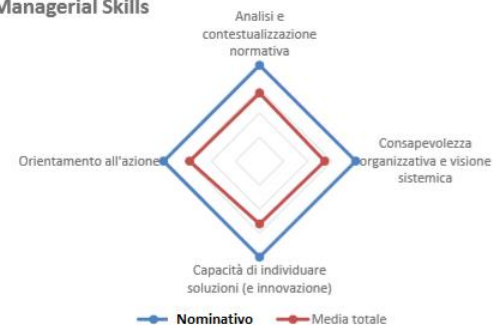 Managerial Skills
Analisi e
contestualizzazione
normativa
Orientamento all'azione
Consapevolezza
organizzativa e visione
sistemica
Capacità di individuare
soluzioni (e innovazione)
Nominativo
Media totale